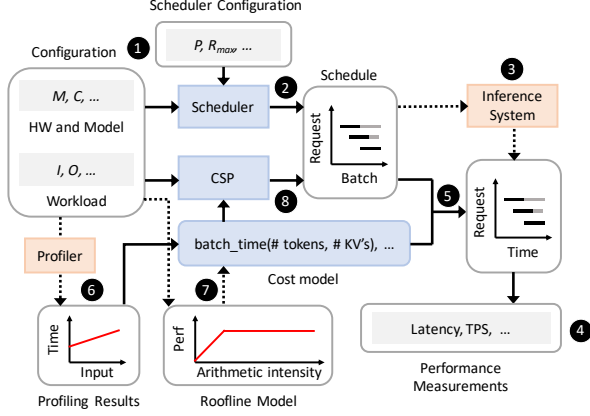 Scheduler Configuration
1
P, Rmax, ...
Configuration
M, C, ...
HW and Model
I, O, ...
Workload
Scheduler
2
Schedule
Request
Batch
3
Inference
System
CSP
8
5
Request
Time
batch_time(# tokens, # KV's), ...
Cost model
Profiler
6
7
Time
Input
Profiling Results
Perf
Arithmetic intensity
Roofline Model
Latency, TPS, ...
4
Performance
Measurements